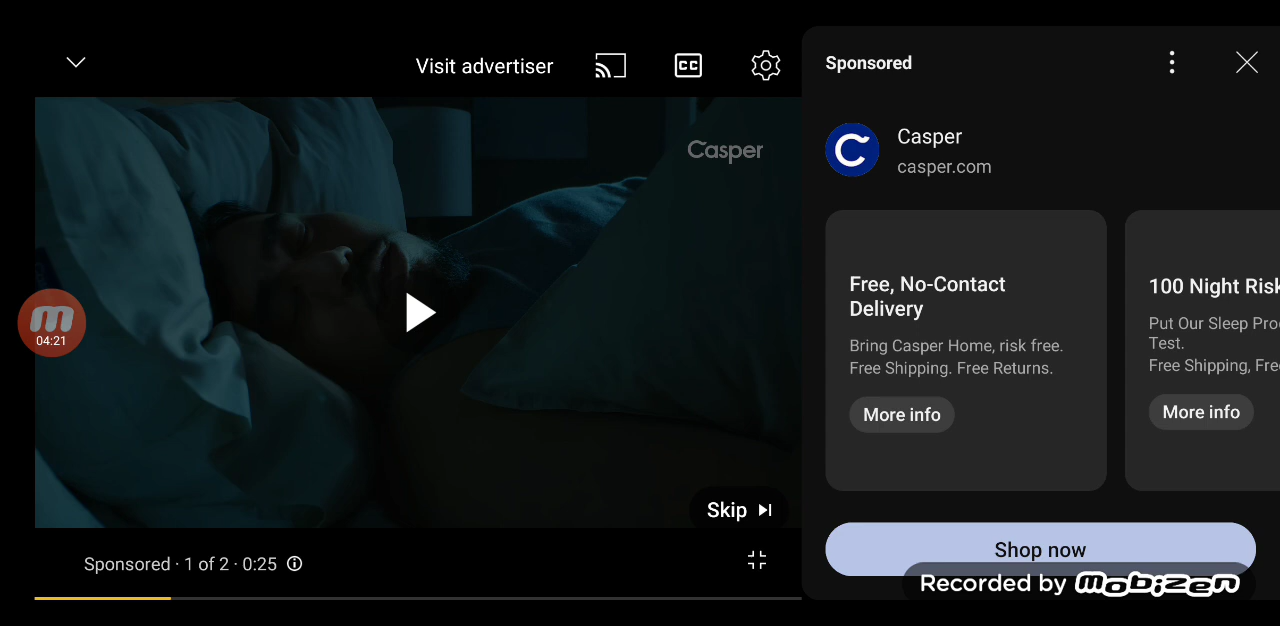 Visit advertiser
CC
Sponsored
Casper
Casper
casper.com
m
04:21
Free, No-Contact
Delivery
Bring Casper Home, risk free.
Free Shipping. Free Returns.
More info
100 Night Risk
Put Our Sleep Pro
Test.
Free Shipping, Free
More info
Skip
Shop now
Sponsored · 1 of 2 · 0:25
Recorded by mobizen